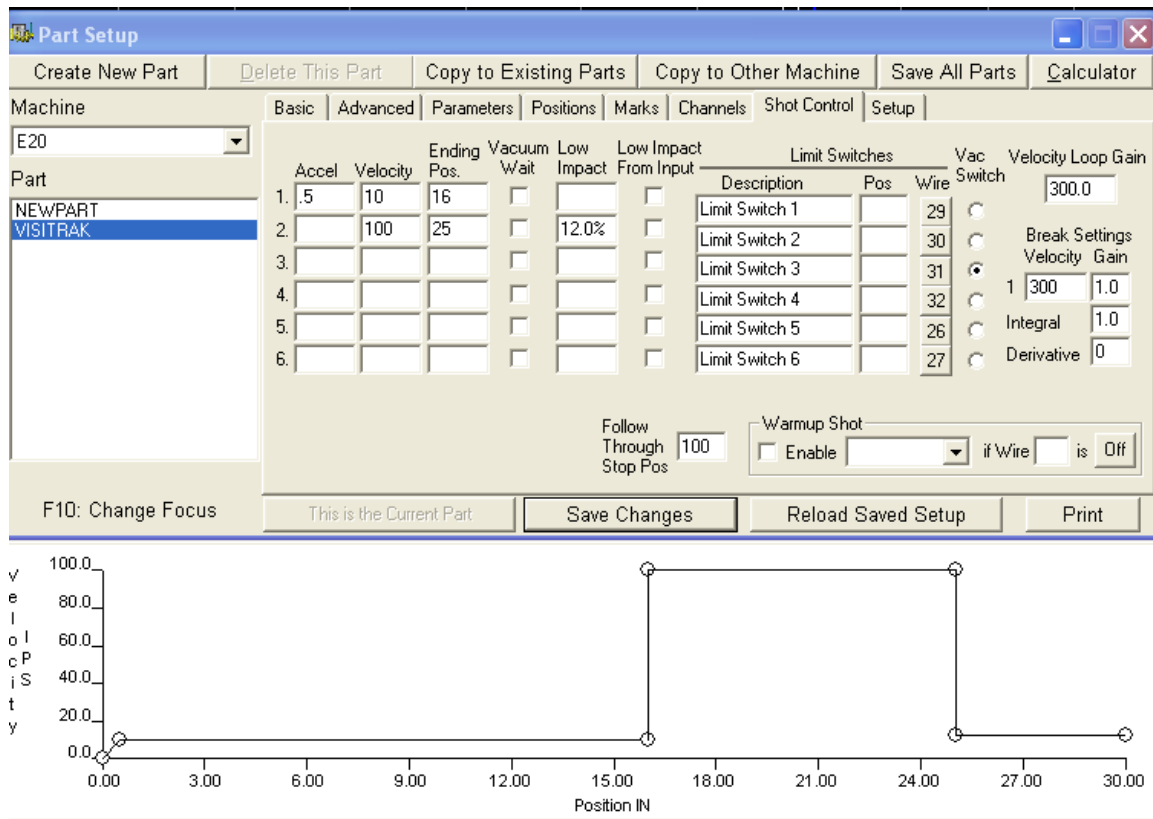 Part Setup
Create New Part Delete This Part Copy to Existing Parts Copy to Other Machine Save All Parts Calculator
Machine
E20
Part
NEWPART
VISITRAK
F10: Change Focus
Basic Advanced Parameters Positions Marks Channels Shot Control Setup
Accel Velocity Ending Pos. Vacuum Wait Low Impact Low Impact From Input
1. .5 10 16
2. 100 25 12.0%
3.
4.
5.
6.
Limit Switches
Description Pos Wire
Limit Switch 1 29
Limit Switch 2 30
Limit Switch 3 31
Limit Switch 4 32
Limit Switch 5 26
Limit Switch 6 27
Vac Switch
Velocity Loop Gain
300.0
Break Settings
Velocity Gain
1 300 1.0
Integral 1.0
Derivative 0
Follow
Through 100
Stop Pos
Warmup Shot
Enable if Wire is Off
This is the Current Part Save Changes Reload Saved Setup Print
Velocity
IPS
100.0
80.0
60.0
40.0
20.0
0.0
0.00 3.00 6.00 9.00 12.00 15.00 18.00 21.00 24.00 27.00 30.00
Position IN